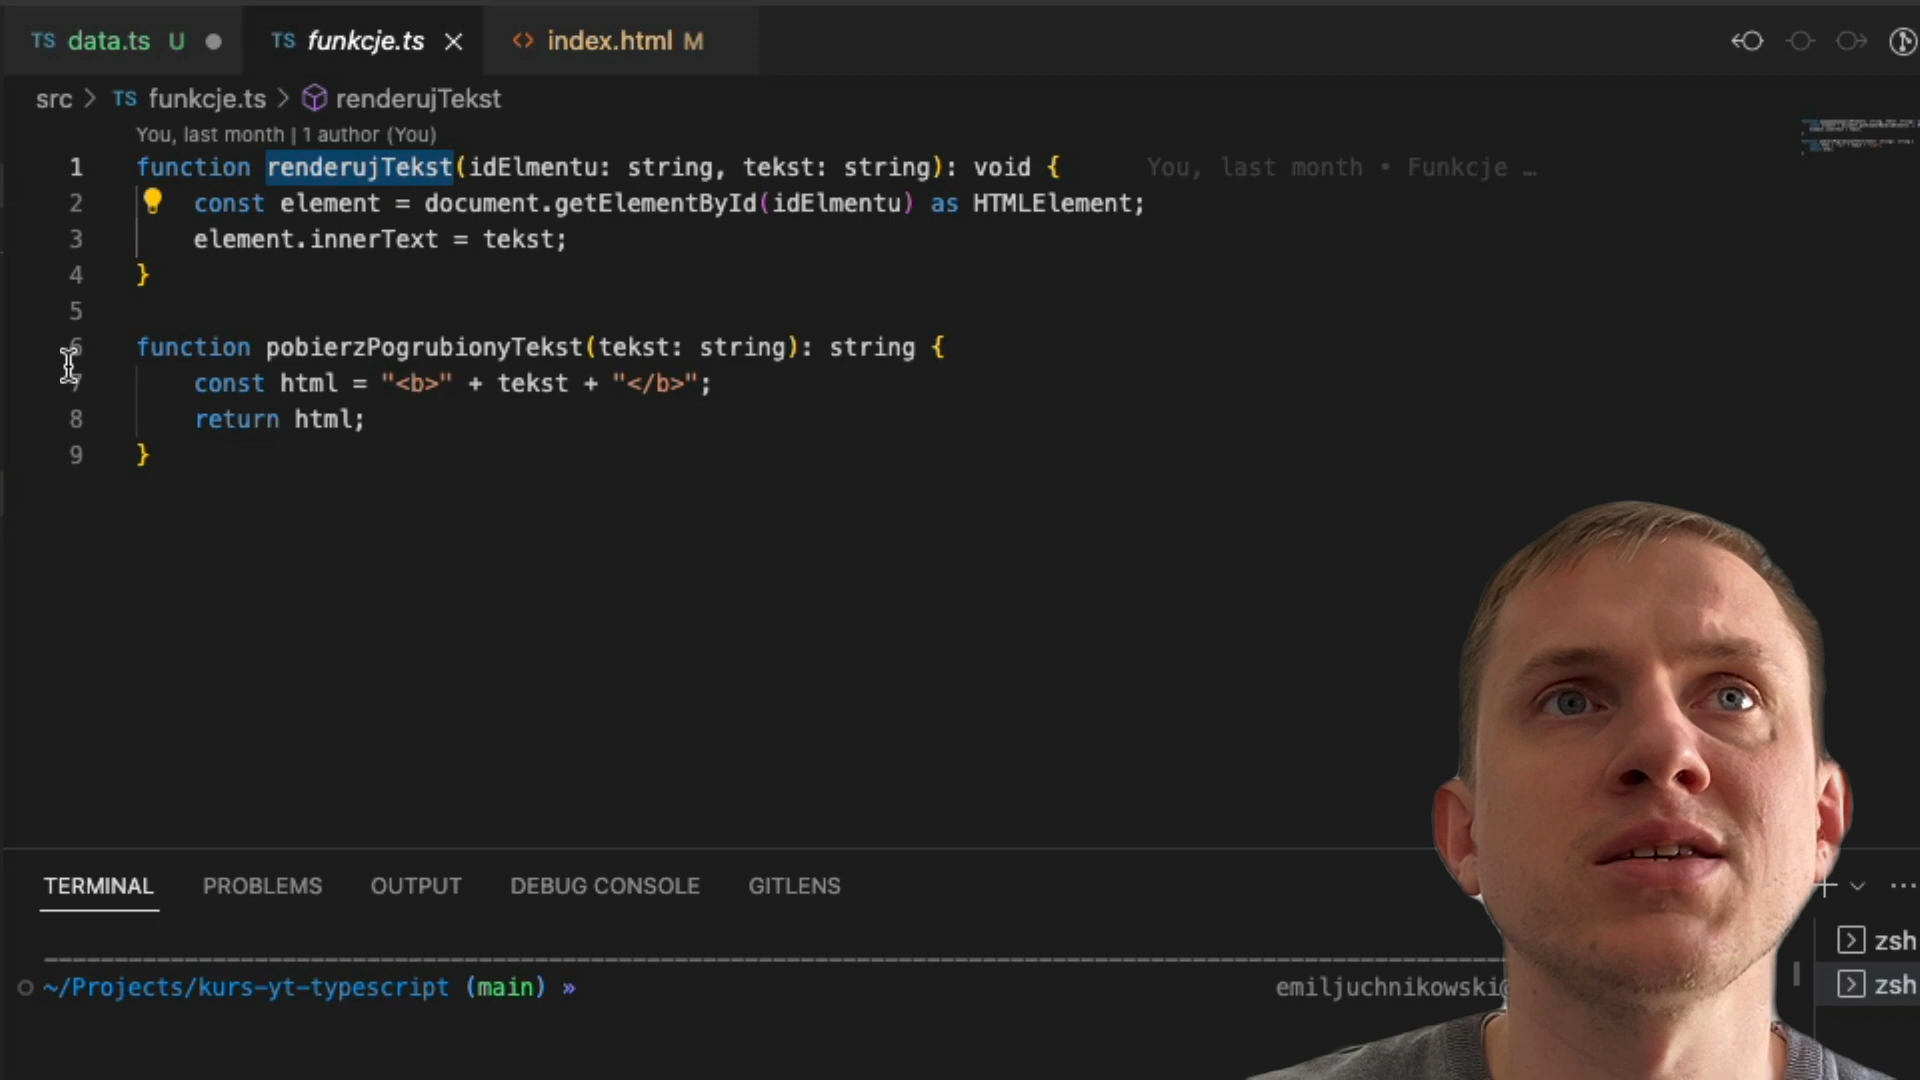 TS data.ts U
TS funkcje.ts
<> index.html M
src > TS funkcje.ts > renderujTekst
You, last month | 1 author (You)
1 function renderujTekst(idElmentu: string, tekst: string): void { You, last month • Funkcje …
2 const element = document.getElementById(idElmentu) as HTMLElement;
3 element.innerText = tekst;
4 }
5
6 function pobierzPogrubionyTekst(tekst: string): string {
7 const html = "<b>" + tekst + "</b>";
8 return html;
9 }
TERMINAL PROBLEMS OUTPUT DEBUG CONSOLE GITLENS
zsh
~/Projects/kurs-yt-typescript (main) » emiljuchnikowski@
zsh